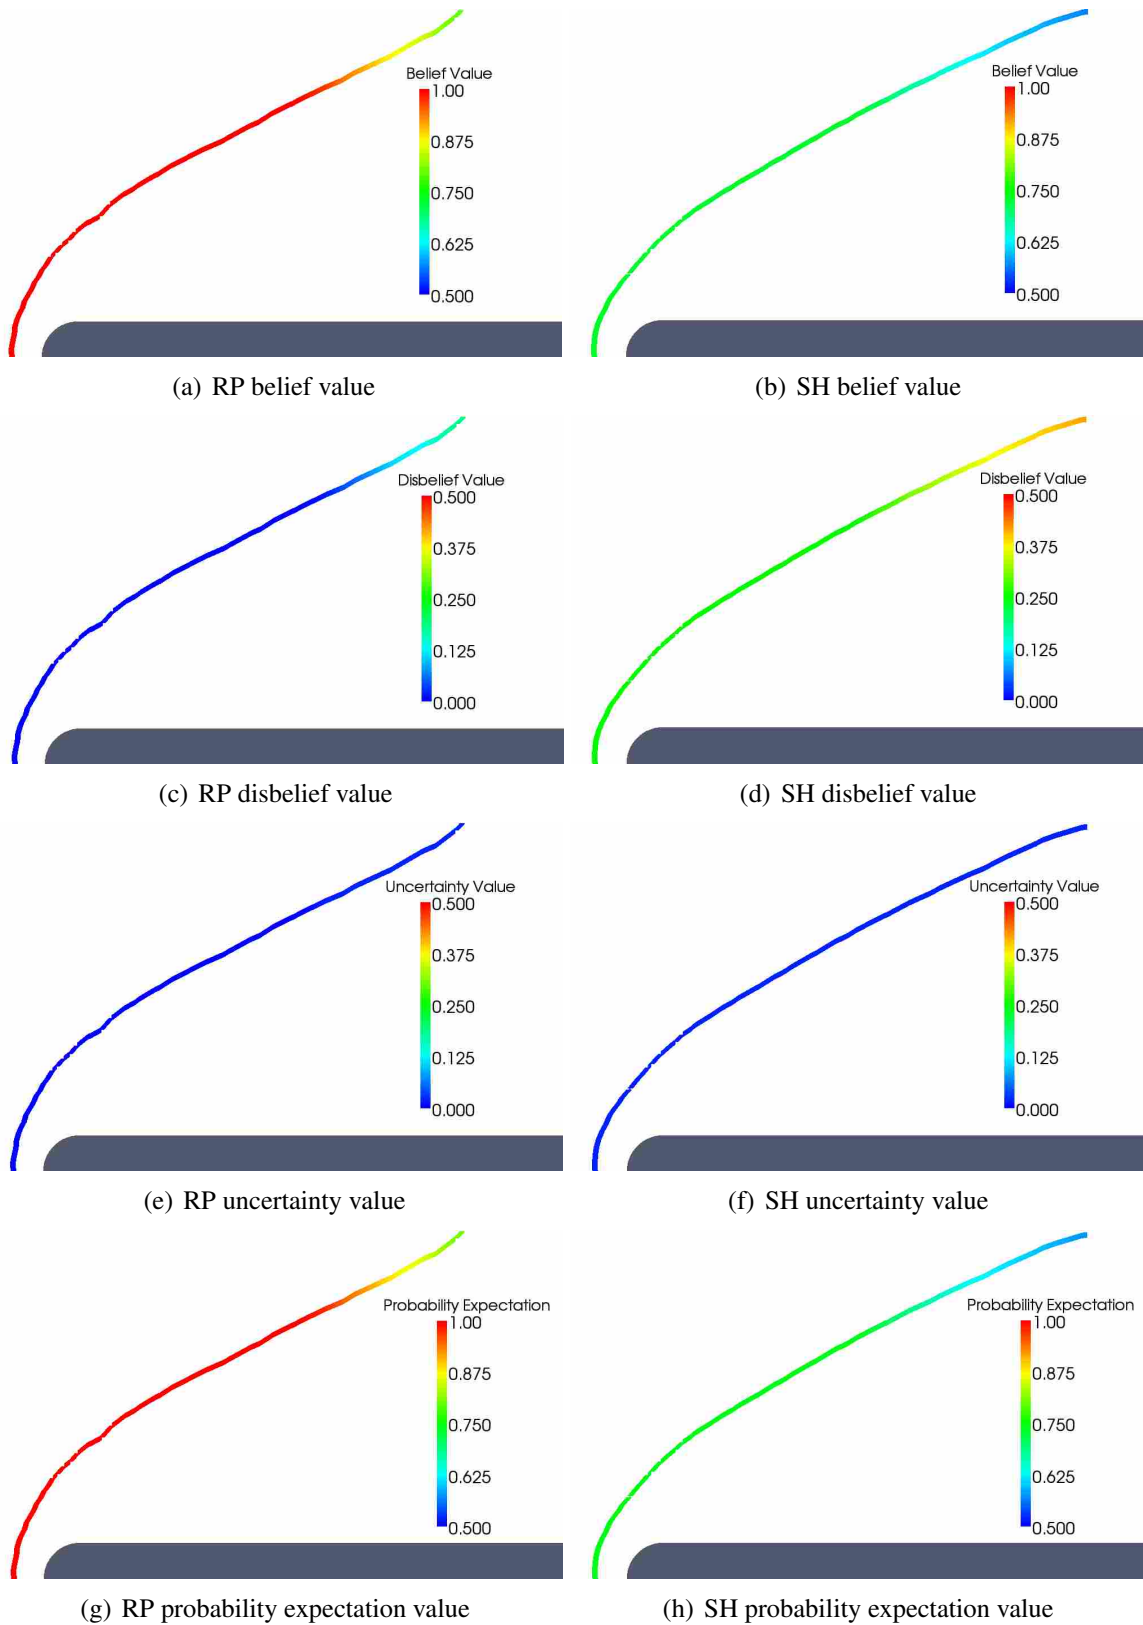 Belief Value
1.00
0.875
0.750
0.625
0.500
(a) RP belief value
Belief Value
1.00
0.875
0.750
0.625
0.500
(b) SH belief value
Disbelief Value
0.500
0.375
0.250
0.125
0.000
(c) RP disbelief value
Disbelief Value
0.500
0.375
0.250
0.125
0.000
(d) SH disbelief value
Uncertainty Value
0.500
0.375
0.250
0.125
0.000
(e) RP uncertainty value
Uncertainty Value
0.500
0.375
0.250
0.125
0.000
(f) SH uncertainty value
Probability Expectation
1.00
0.875
0.750
0.625
0.500
(g) RP probability expectation value
Probability Expectation
1.00
0.875
0.750
0.625
0.500
(h) SH probability expectation value